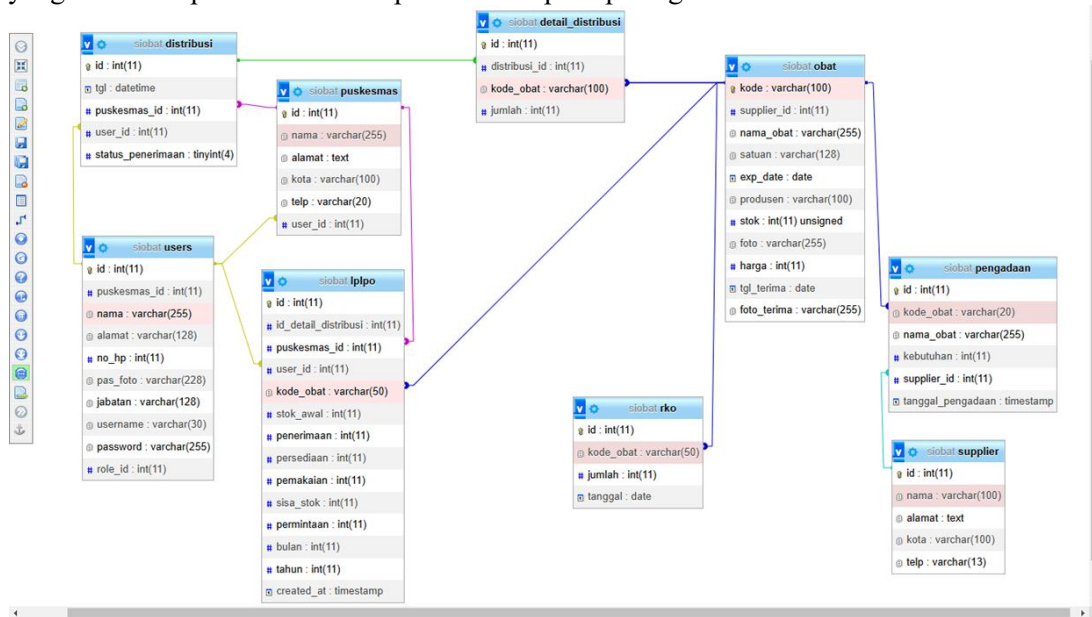 siobat distribusi
id : int(11)
tgl : datetime
puskesmas_id : int(11)
user_id : int(11)
status_penerimaan : tinyint(4)
siobat puskesmas
id : int(11)
nama : varchar(255)
alamat : text
kota : varchar(100)
telp : varchar(20)
user_id : int(11)
siobat detail_distribusi
id : int(11)
distribusi_id : int(11)
kode_obat : varchar(100)
jumlah : int(11)
siobat obat
kode : varchar(100)
supplier_id : int(11)
nama_obat : varchar(255)
satuan : varchar(128)
exp_date : date
produsen : varchar(100)
stok : int(11) unsigned
foto : varchar(255)
harga : int(11)
tgl_terima : date
foto_terima : varchar(255)
siobat users
id : int(11)
puskesmas_id : int(11)
nama : varchar(255)
alamat : varchar(128)
no_hp : int(11)
pas_foto : varchar(228)
jabatan : varchar(128)
username : varchar(30)
password : varchar(255)
role_id : int(11)
siobat lplpo
id : int(11)
id_detail_distribusi : int(11)
puskesmas_id : int(11)
user_id : int(11)
kode_obat : varchar(50)
stok_awal : int(11)
penerimaan : int(11)
persediaan : int(11)
pemakaian : int(11)
sisa_stok : int(11)
permintaan : int(11)
bulan : int(11)
tahun : int(11)
created_at : timestamp
siobat rko
id : int(11)
kode_obat : varchar(50)
jumlah : int(11)
tanggal : date
siobat pengadaan
id : int(11)
kode_obat : varchar(20)
nama_obat : varchar(255)
kebutuhan : int(11)
supplier_id : int(11)
tanggal_pengadaan : timestamp
siobat supplier
id : int(11)
nama : varchar(100)
alamat : text
kota : varchar(100)
telp : varchar(13)